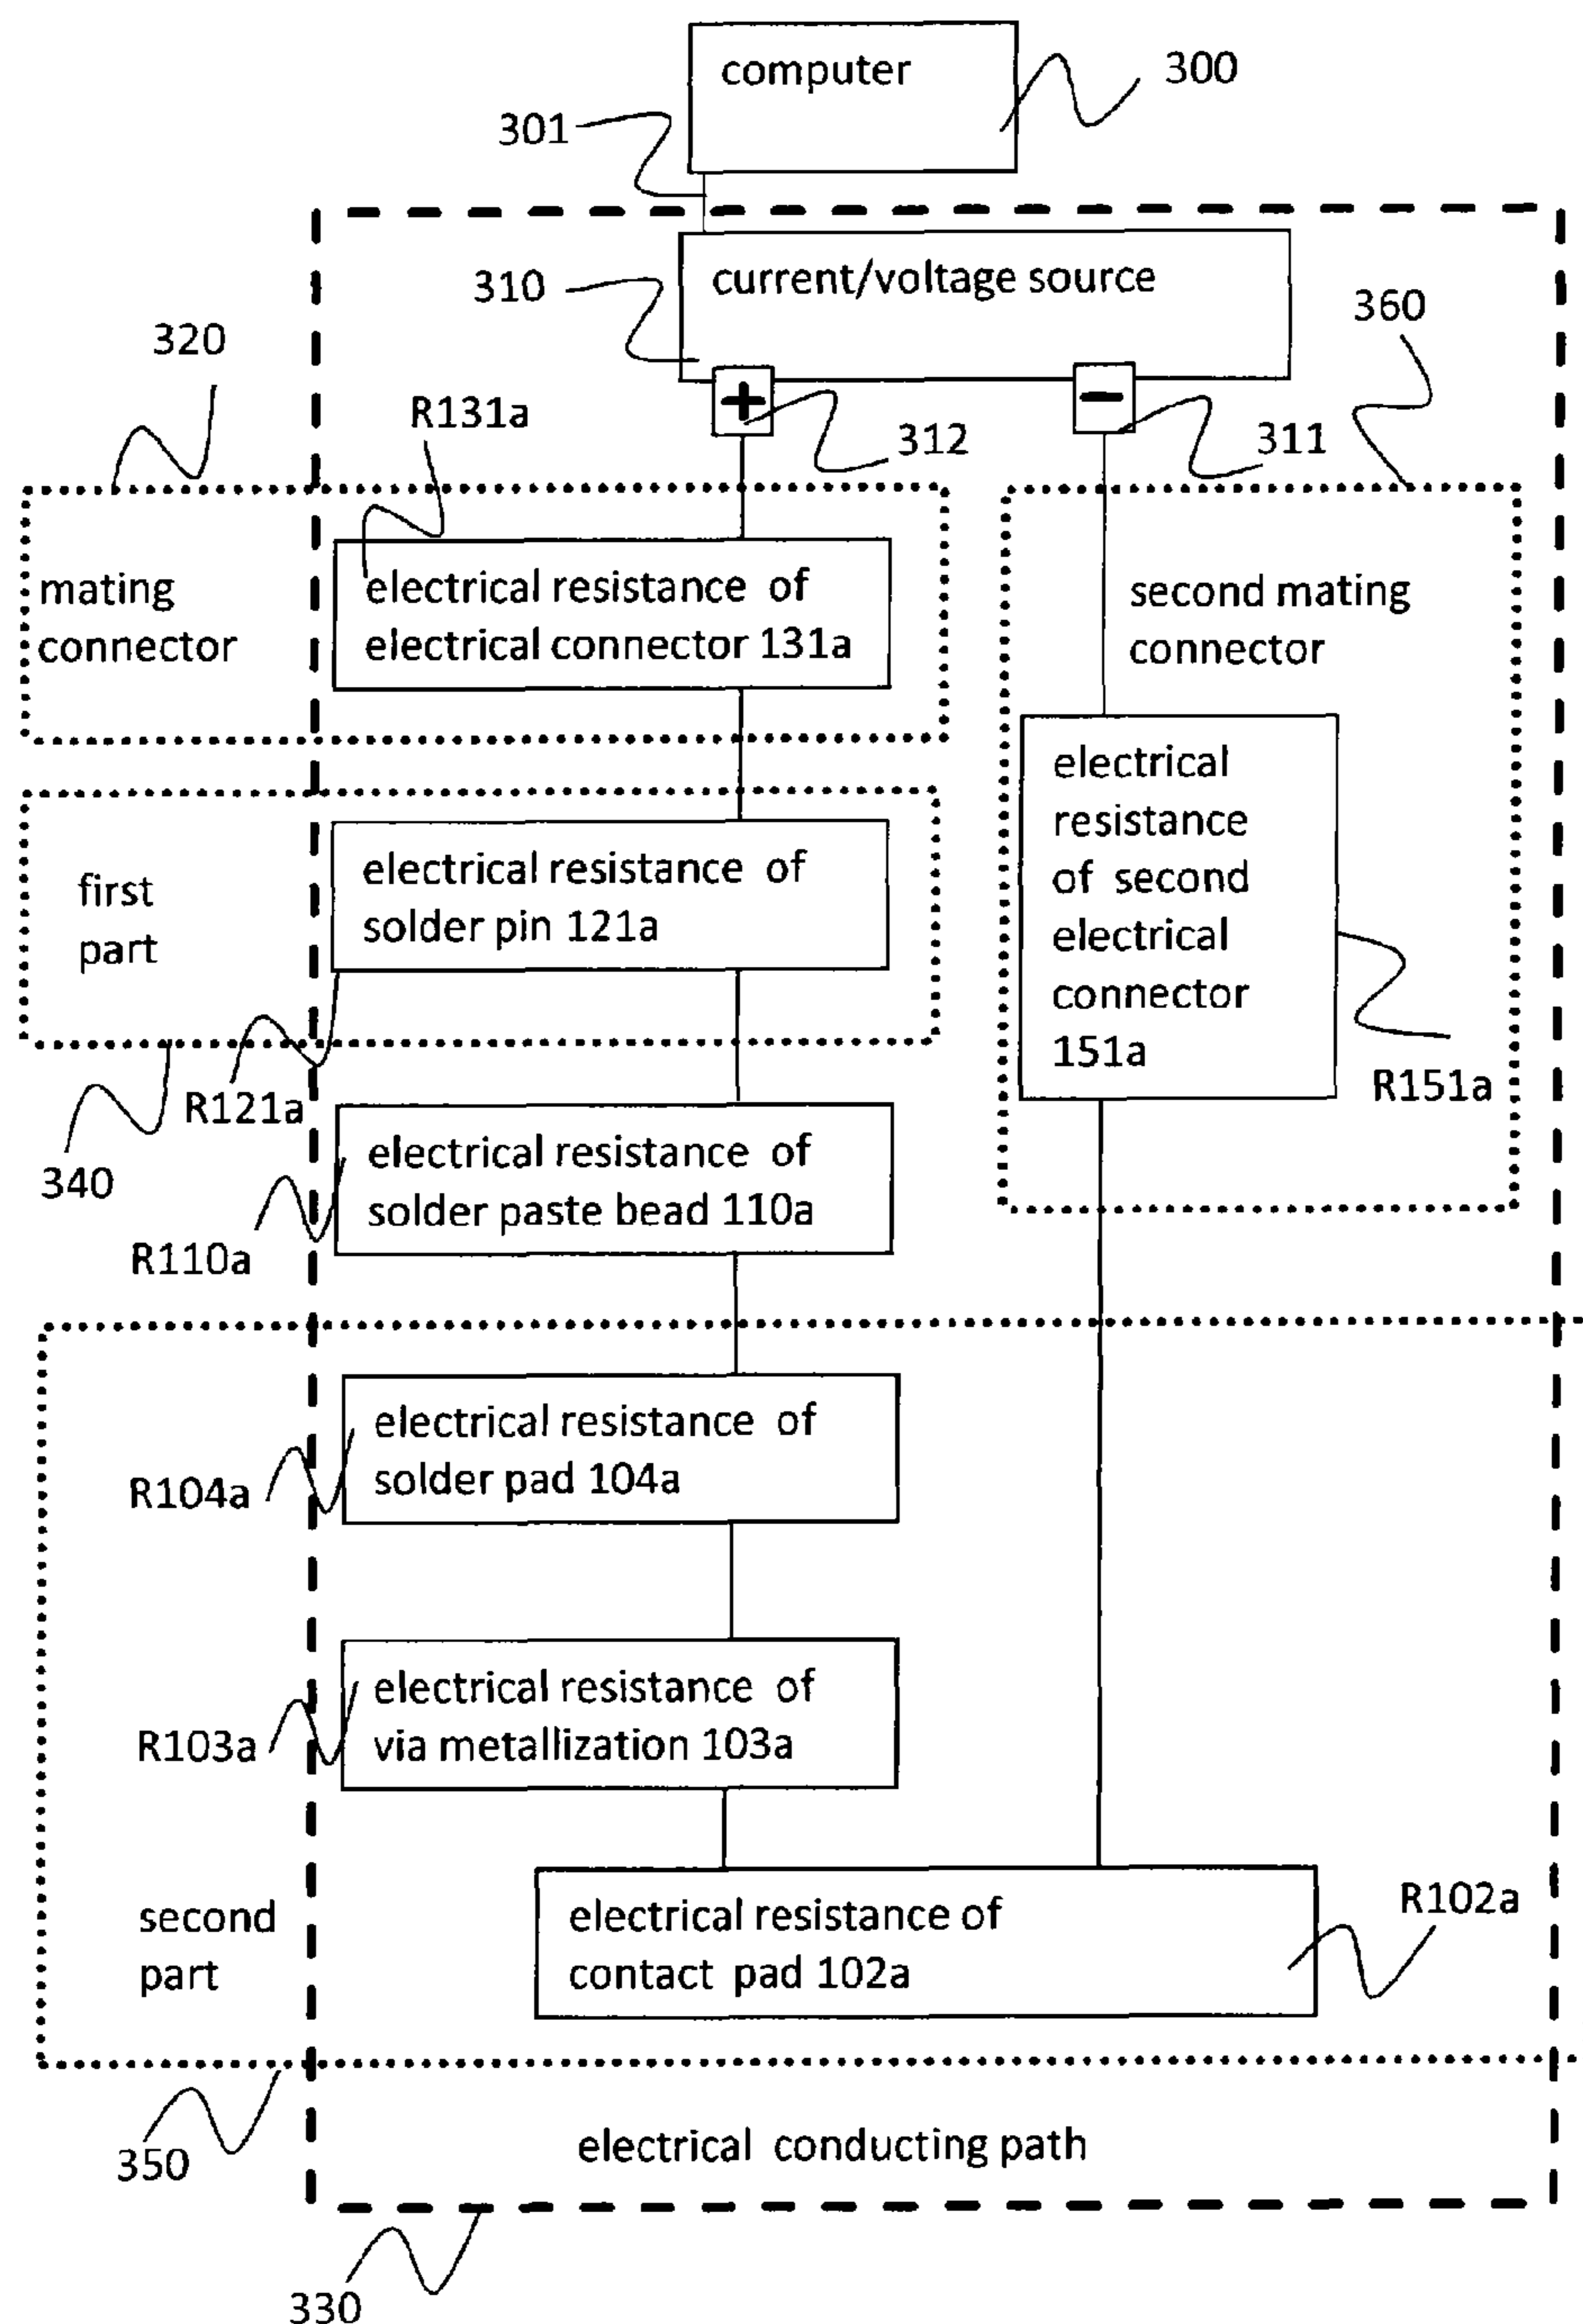 computer
300
301
current/voltage source
310
360
320
+
−
R131a
312
311
mating
connector
electrical resistance of
electrical connector 131a
second mating
connector
electrical
resistance
of second
electrical
connector
151a
first
part
electrical resistance of
solder pin 121a
R151a
R121a
340
electrical resistance of
solder paste bead 110a
R110a
electrical resistance of
solder pad 104a
R104a
electrical resistance of
via metallization 103a
R103a
second
part
electrical resistance of
contact pad 102a
R102a
350
electrical conducting path
330